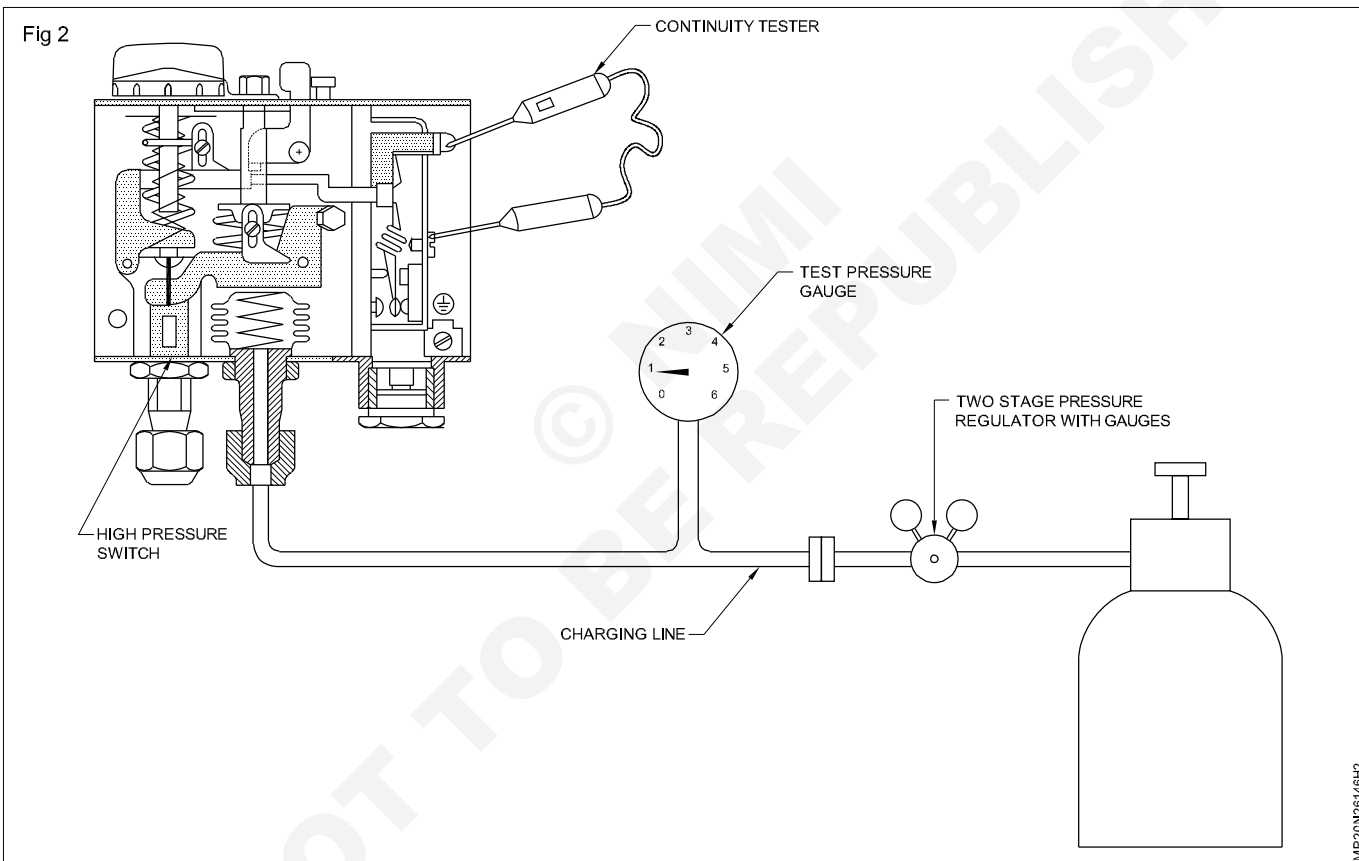 Fig 2
CONTINUITY TESTER
TEST PRESSURE
GAUGE
0 1 2 3 4 5 6
TWO STAGE PRESSURE
REGULATOR WITH GAUGES
HIGH PRESSURE
SWITCH
CHARGING LINE
© NIMI
NOT TO BE REPUBLISH